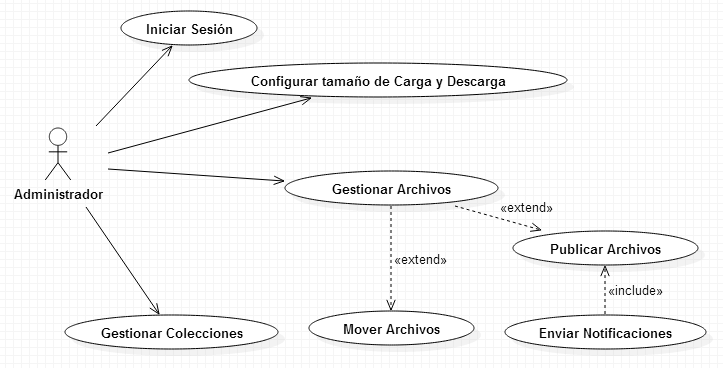 Iniciar Sesión
Configurar tamaño de Carga y Descarga
Administrador
Gestionar Archivos
«extend»
Publicar Archivos
«extend»
«include»
Gestionar Colecciones
Mover Archivos
Enviar Notificaciones